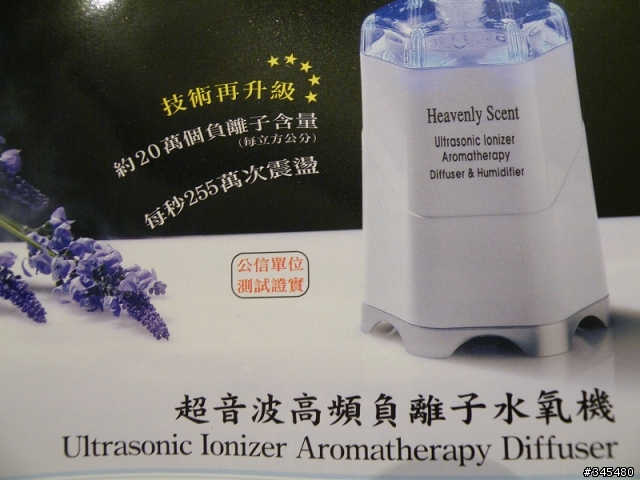 技術再升級
約20萬個負離子含量
(每立方公分)
每秒255萬次震盪
Heavenly Scent
Ultrasonic Ionizer
Aromatherapy
Diffuser & Humidifier
公信單位
測試證實
超音波高頻負離子水氧機
Ultrasonic Ionizer Aromatherapy Diffuser
#345480